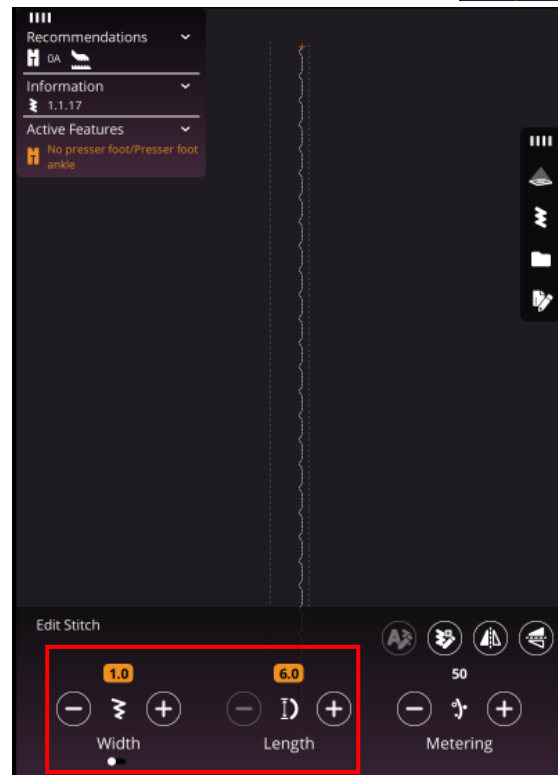 Recommendations
0A
Information
1.1.17
Active Features
No presser foot/Presser foot
ankle
Edit Stitch
1.0
6.0
50
Width
Length
Metering